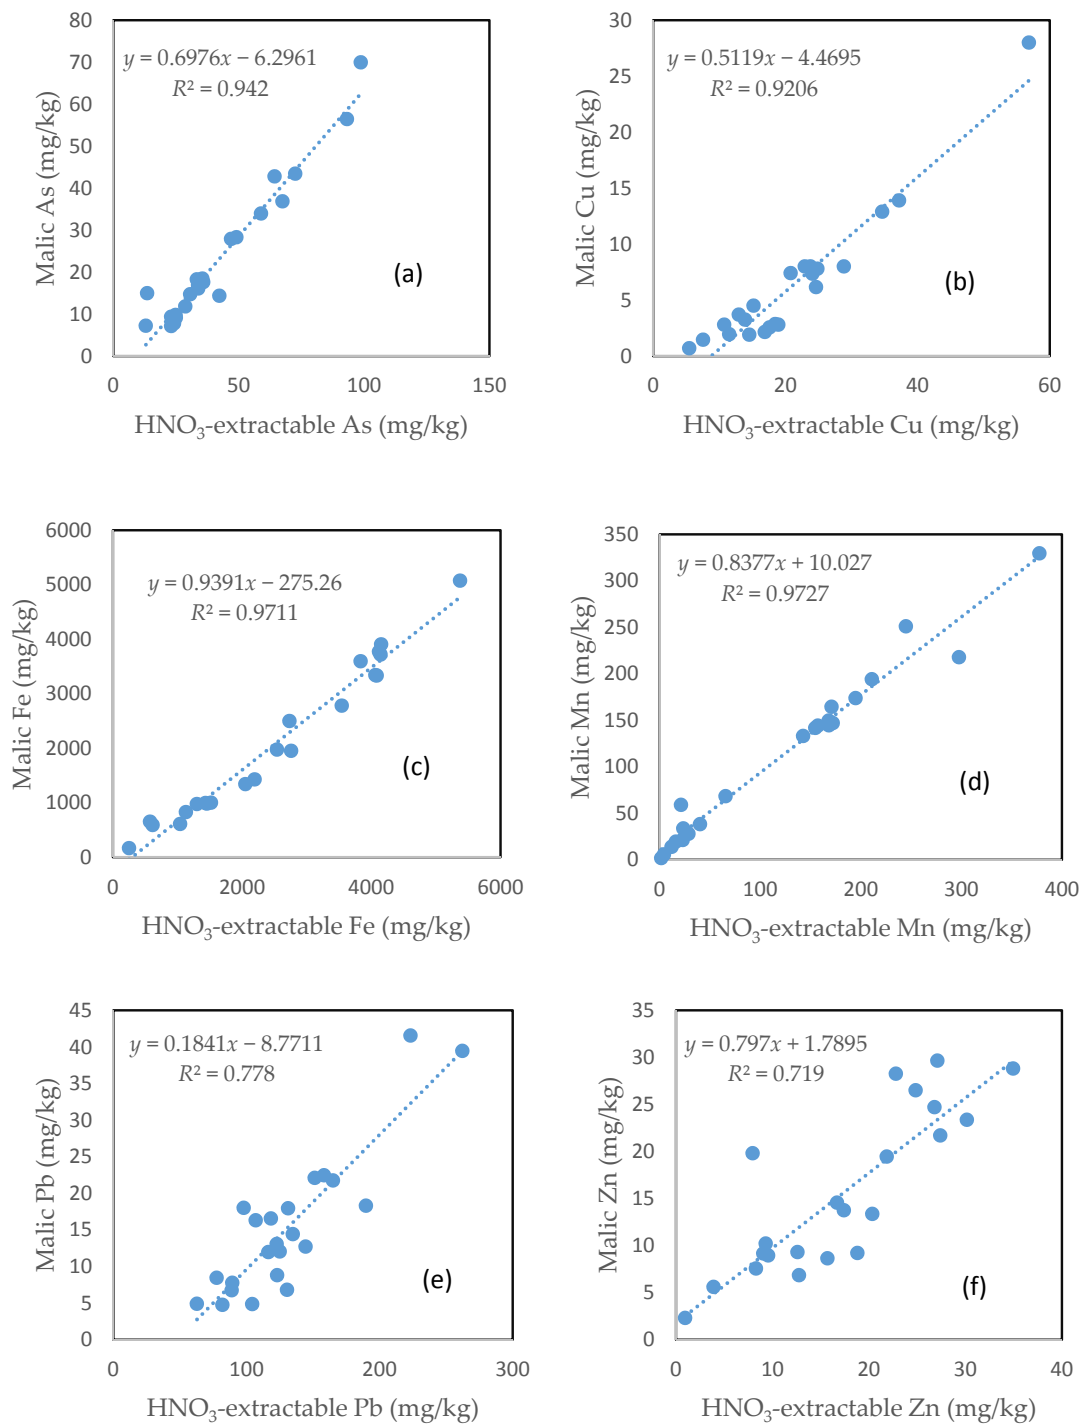 80
70
60
50
40
30
20
10
0
Malic As (mg/kg)
y = 0.6976x − 6.2961
R² = 0.942
(a)
0 50 100 150
HNO₃-extractable As (mg/kg)
30
25
20
15
10
5
0
Malic Cu (mg/kg)
y = 0.5119x − 4.4695
R² = 0.9206
(b)
0 20 40 60
HNO₃-extractable Cu (mg/kg)
6000
5000
4000
3000
2000
1000
0
Malic Fe (mg/kg)
y = 0.9391x − 275.26
R² = 0.9711
(c)
0 2000 4000 6000
HNO₃-extractable Fe (mg/kg)
350
300
250
200
150
100
50
0
Malic Mn (mg/kg)
y = 0.8377x + 10.027
R² = 0.9727
(d)
0 100 200 300 400
HNO₃-extractable Mn (mg/kg)
45
40
35
30
25
20
15
10
5
0
Malic Pb (mg/kg)
y = 0.1841x − 8.7711
R² = 0.778
(e)
0 100 200 300
HNO₃-extractable Pb (mg/kg)
35
30
25
20
15
10
5
0
Malic Zn (mg/kg)
y = 0.797x + 1.7895
R² = 0.719
(f)
0 10 20 30 40
HNO₃-extractable Zn (mg/kg)